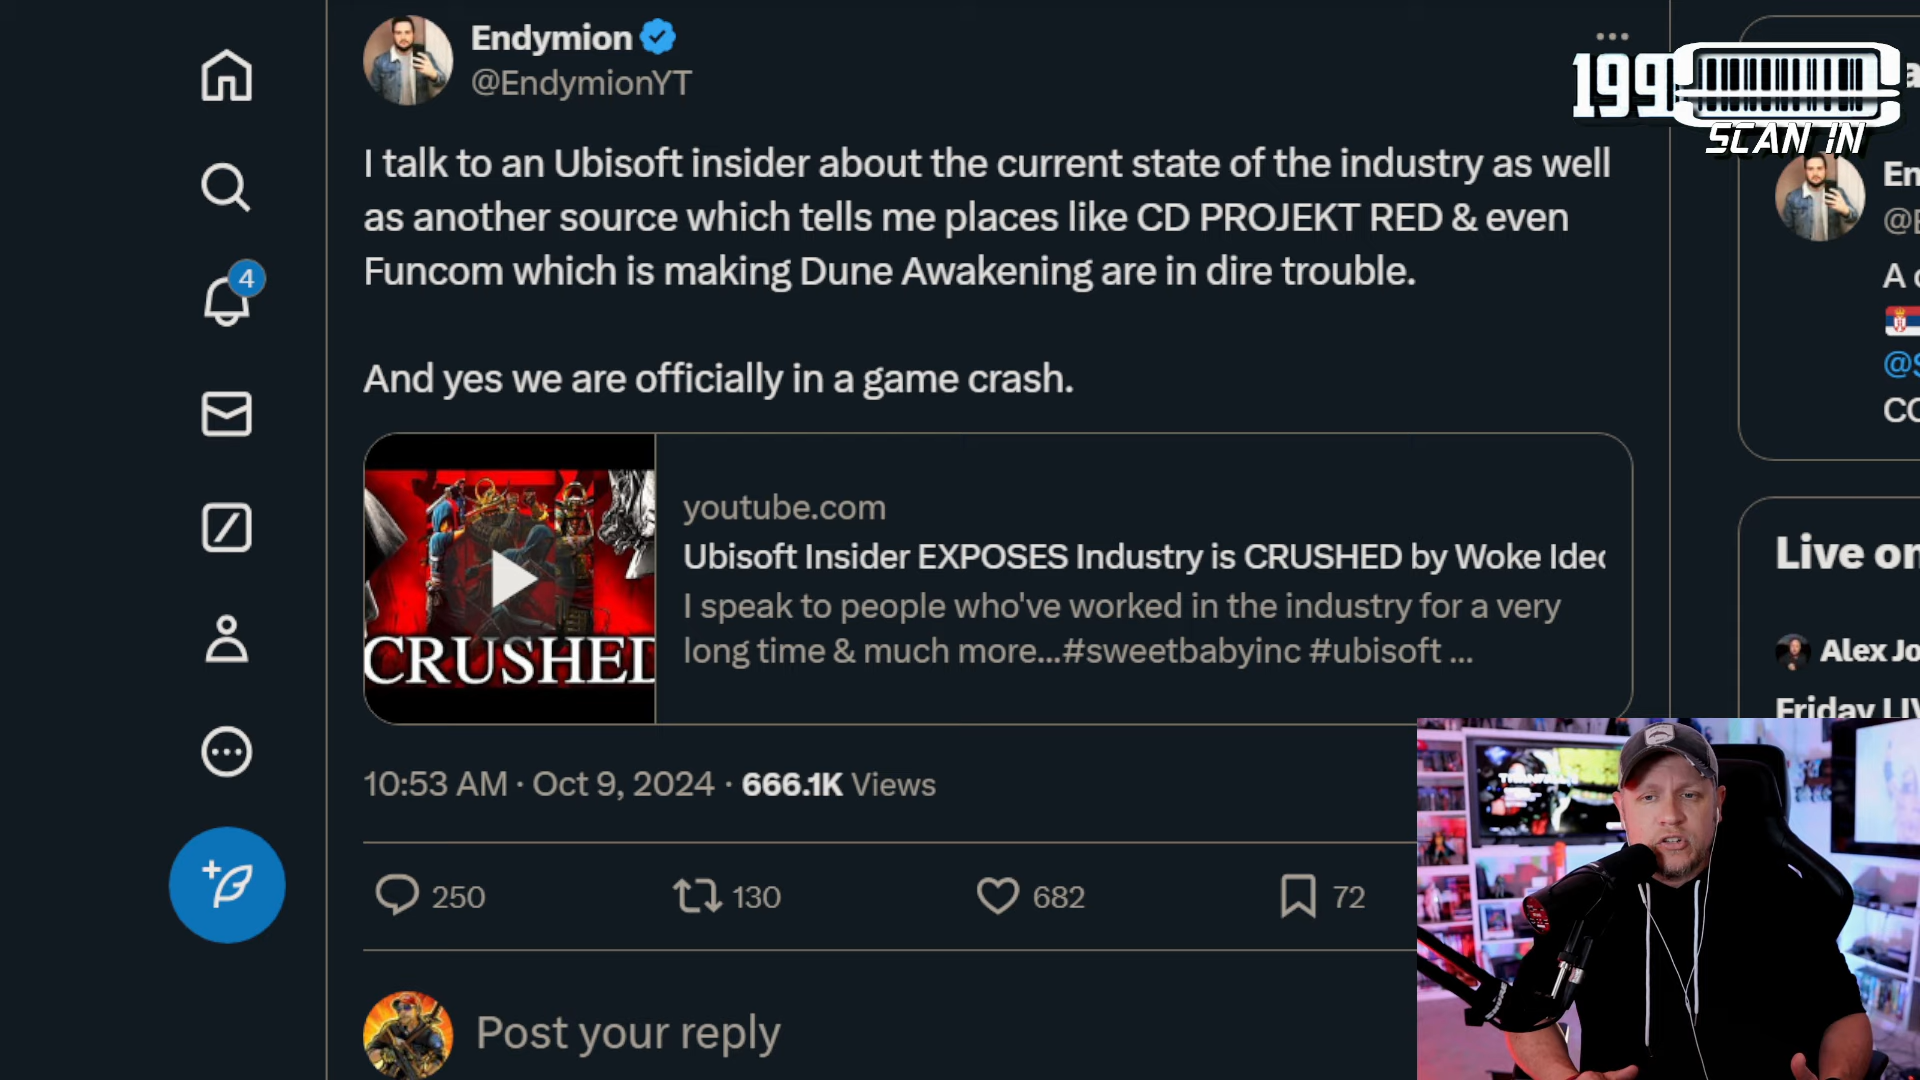 Endymion
@EndymionYT
I talk to an Ubisoft insider about the current state of the industry as well
as another source which tells me places like CD PROJEKT RED & even
Funcom which is making Dune Awakening are in dire trouble.
And yes we are officially in a game crash.
CRUSHED
youtube.com
Ubisoft Insider EXPOSES Industry is CRUSHED by Woke
I speak to people who've worked in the industry for a very
long time & much more...#sweetbabyinc #ubisoft ...
10:53 AM · Oct 9, 2024 · 666.1K Views
250 130 682 72
Post your reply
4
199
SCAN IN
Live on
Alex
Friday